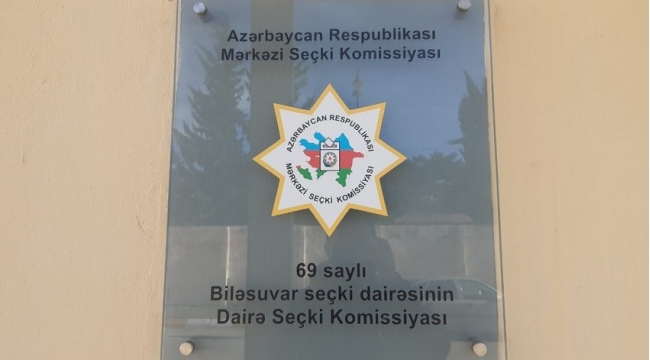 Azərbaycan Respublikası
Mərkəzi Seçki Komissiyası
AZƏRBAYCAN RESPUBLİKASI
MƏRKƏZİ SEÇKİ KOMİSSİYASI
69 saylı
Biləsuvar seçki dairəsinin
Dairə Seçki Komissiyası